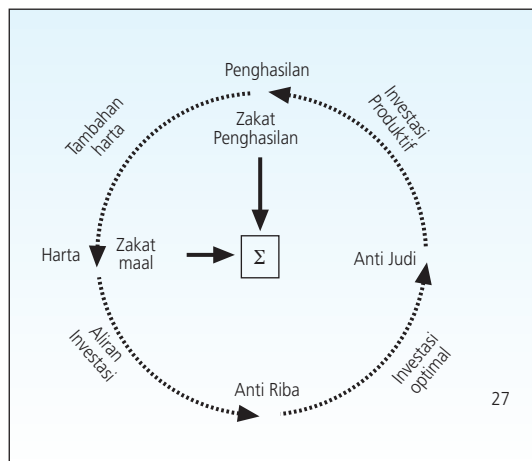 Penghasilan
Zakat
Penghasilan
Tambahan
harta
Investasi
Produktif
Harta
Zakat
maal
Σ
Anti Judi
Aliran
Investasi
Anti Riba
Investasi
optimal
27